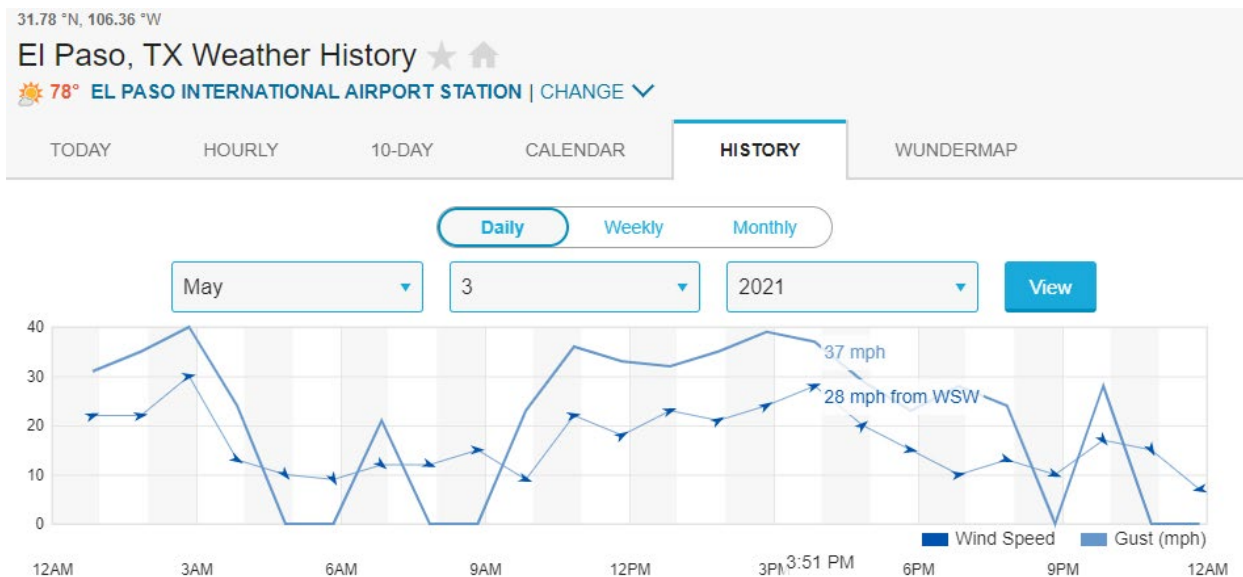 31.78 °N, 106.36 °W
El Paso, TX Weather History
78° EL PASO INTERNATIONAL AIRPORT STATION | CHANGE
TODAY HOURLY 10-DAY CALENDAR HISTORY WUNDERMAP
Daily Weekly Monthly
May 3 2021 View
40
37 mph
30
28 mph from WSW
20
10
0
Wind Speed Gust (mph)
12AM 3AM 6AM 9AM 12PM 3PM 3:51 PM 6PM 9PM 12AM